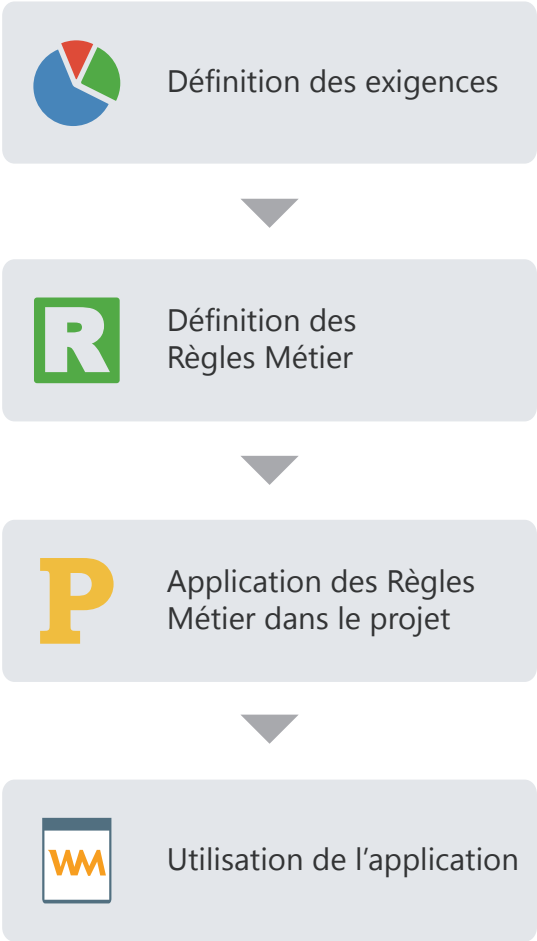 Définition des exigences
R
Définition des
Règles Métier
P
Application des Règles
Métier dans le projet
WM
Utilisation de l’application